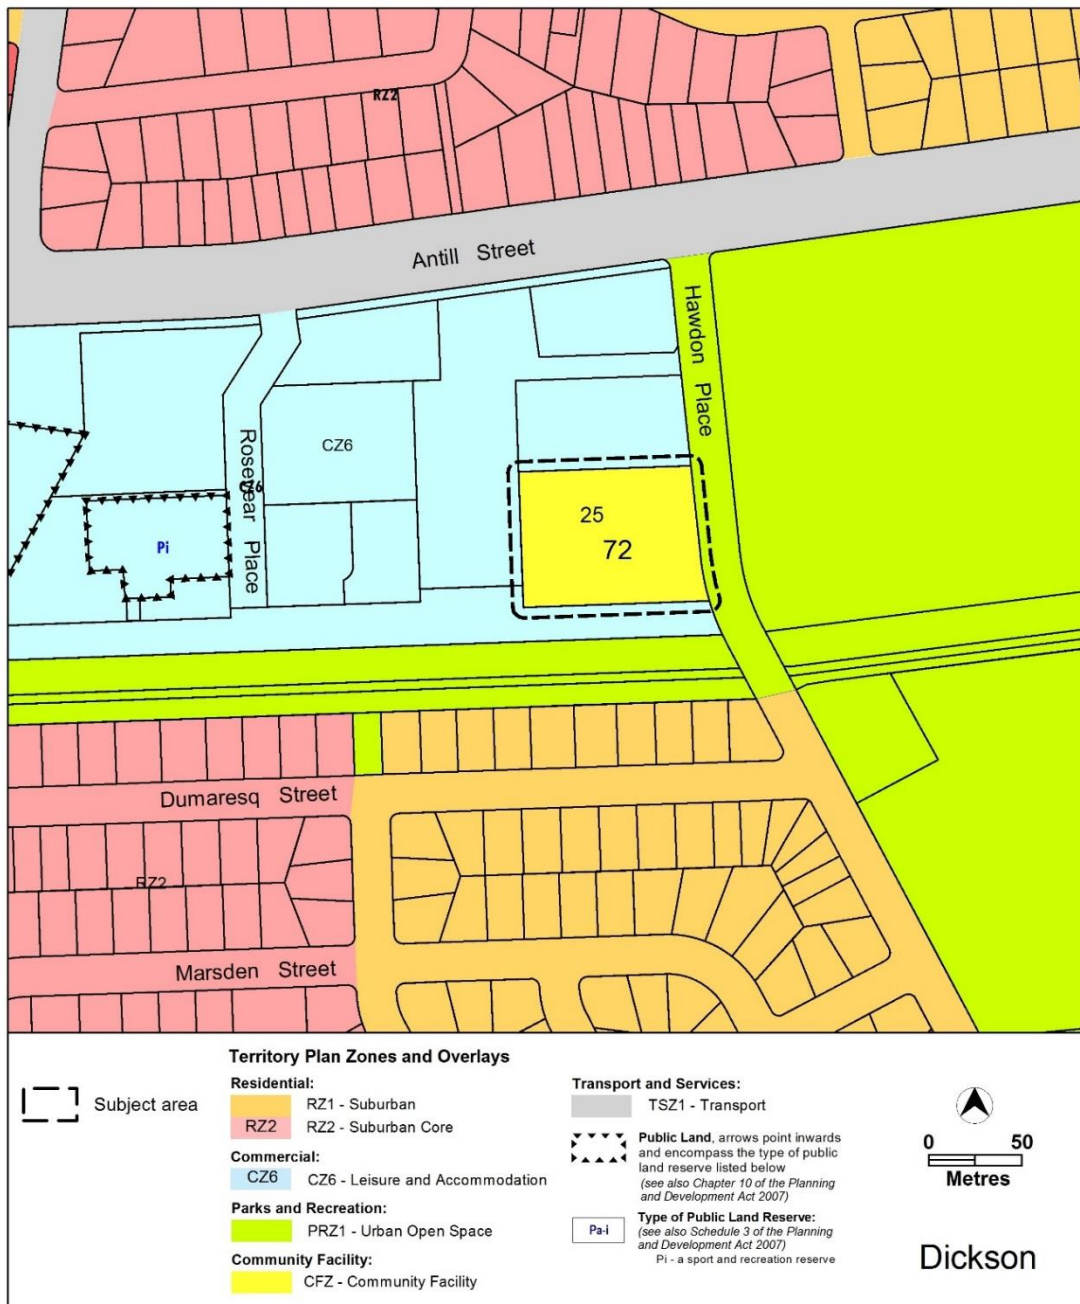 RZ2
Antill Street
Hawdon Place
CZ6
Rosevear Place
CZ6
25
72
Pi
Dumaresq Street
RZ2
Marsden Street
Territory Plan Zones and Overlays
Subject area
Residential:
RZ1 - Suburban
RZ2 RZ2 - Suburban Core
Commercial:
CZ6 CZ6 - Leisure and Accommodation
Parks and Recreation:
PRZ1 - Urban Open Space
Community Facility:
CFZ - Community Facility
Transport and Services:
TSZ1 - Transport
Public Land, arrows point inwards
and encompass the type of public
land reserve listed below
(see also Chapter 10 of the Planning
and Development Act 2007)
Pa-i
Type of Public Land Reserve:
(see also Schedule 3 of the Planning
and Development Act 2007)
Pi - a sport and recreation reserve
0 50
Metres
Dickson